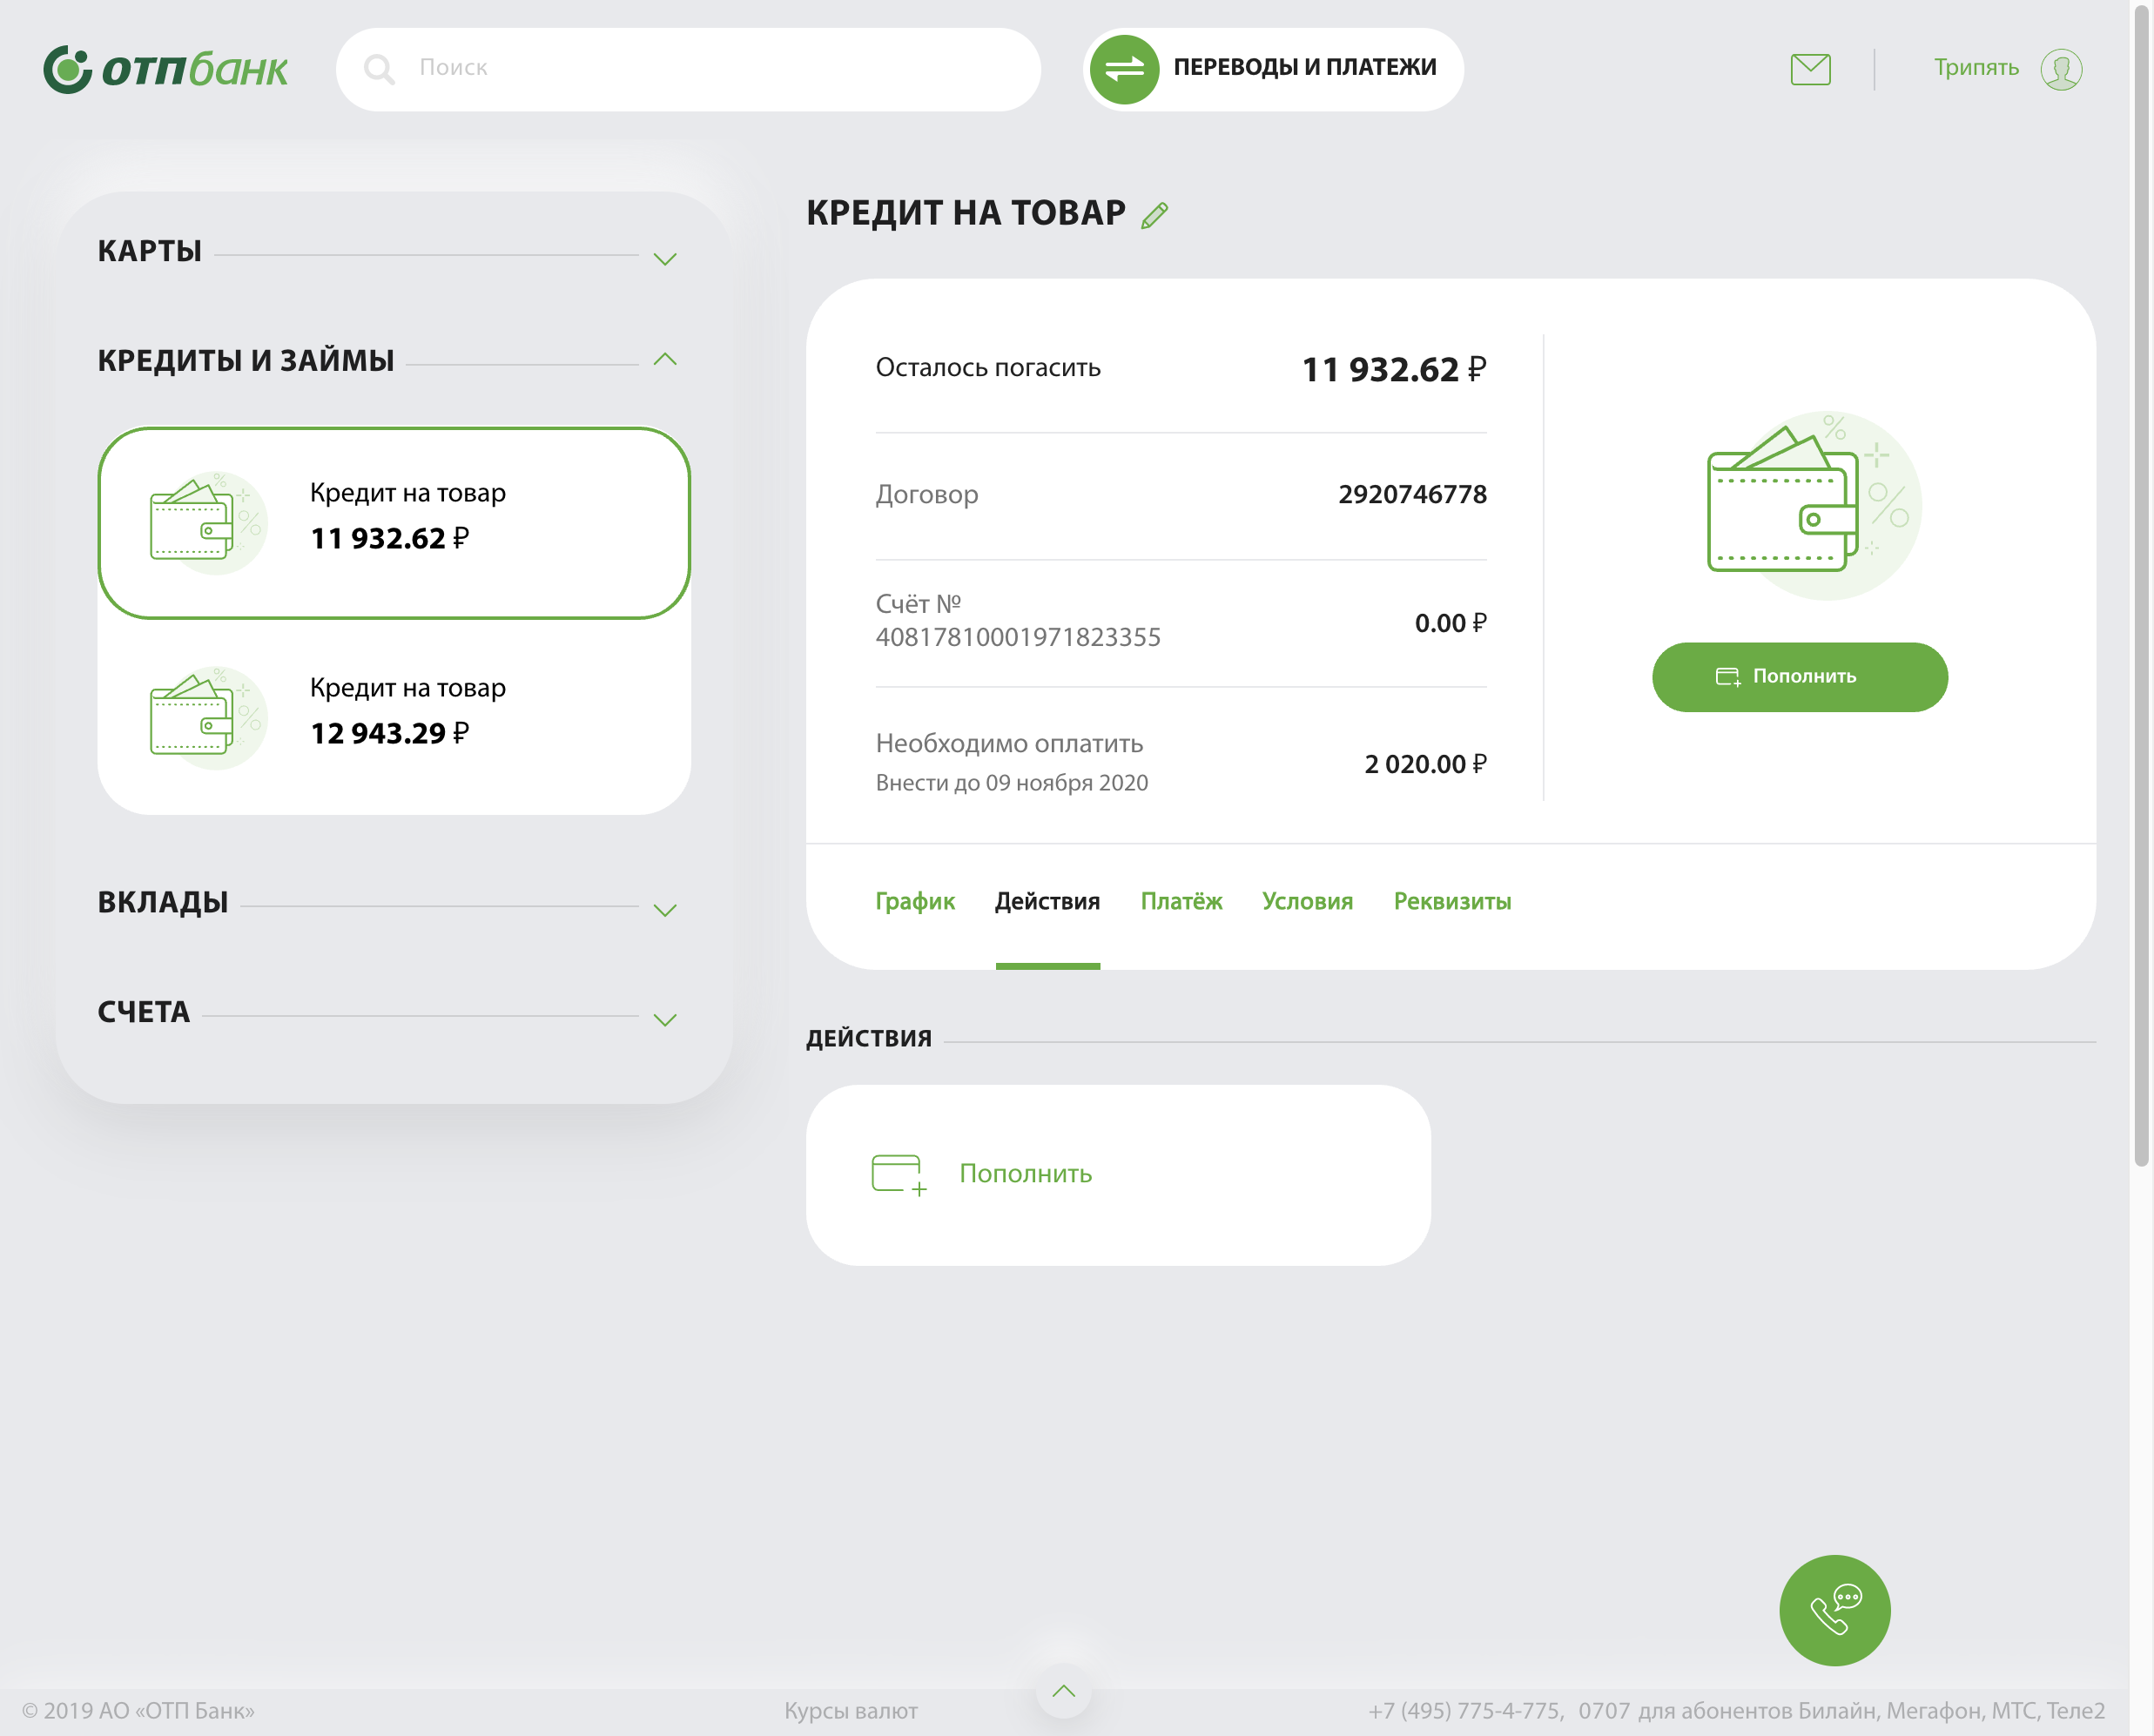 отпбанк
Поиск
ПЕРЕВОДЫ И ПЛАТЕЖИ
Трипять
КАРТЫ
КРЕДИТЫ И ЗАЙМЫ
Кредит на товар
11 932.62 ₽
Кредит на товар
12 943.29 ₽
ВКЛАДЫ
СЧЕТА
КРЕДИТ НА ТОВАР
Осталось погасить 11 932.62 ₽
Договор 2920746778
Счёт №
40817810001971823355 0.00 ₽
Необходимо оплатить
Внести до 09 ноября 2020
2 020.00 ₽
Пополнить
График Действия Платёж Условия Реквизиты
ДЕЙСТВИЯ
Пополнить
© 2019 АО «ОТП Банк» Курсы валют +7 (495) 775-4-775, 0707 для абонентов Билайн, Мегафон, МТС, Теле2